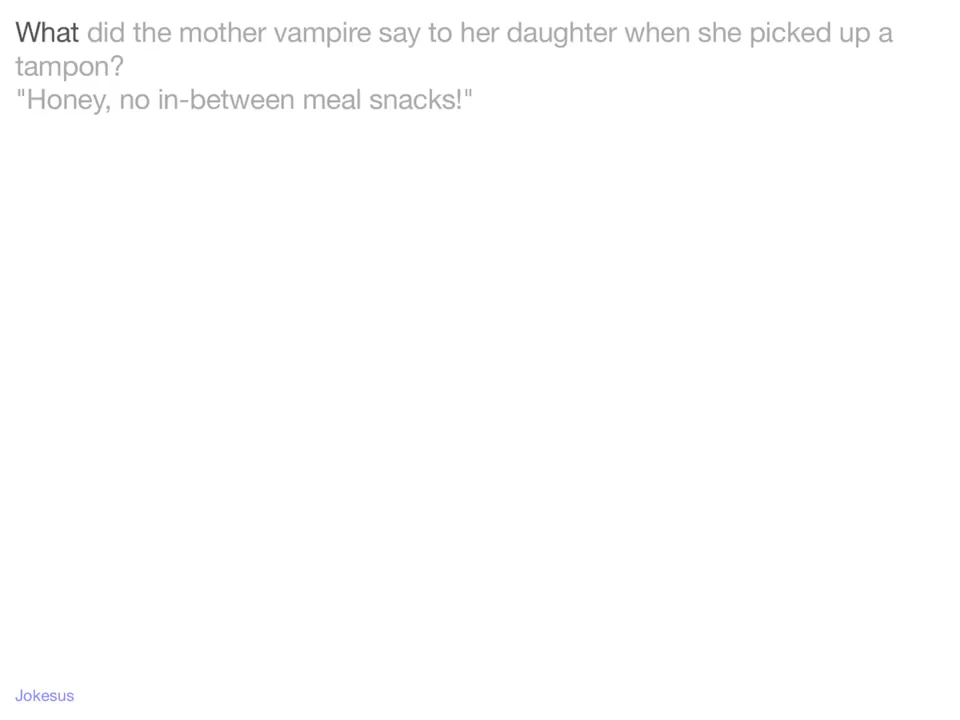 What did the mother vampire say to her daughter when she picked up a
tampon?
"Honey, no in-between meal snacks!"
Jokesus